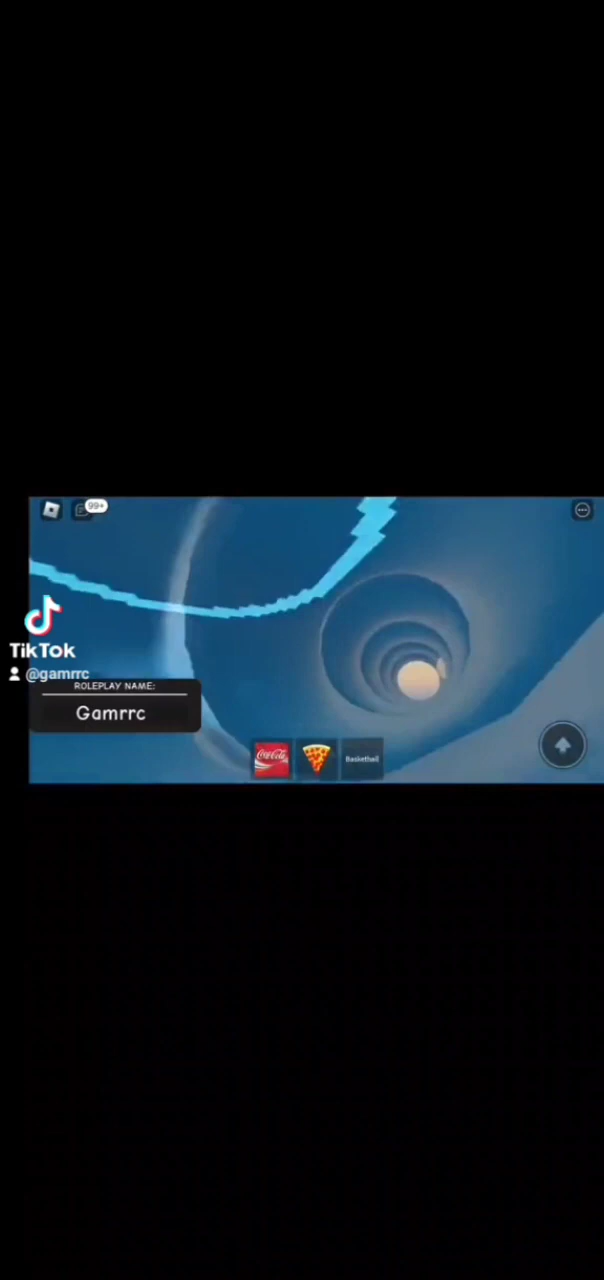 99+
TikTok
@gamrrc
ROLEPLAY NAME:
Gamrrc
Coca-Cola
Basketball